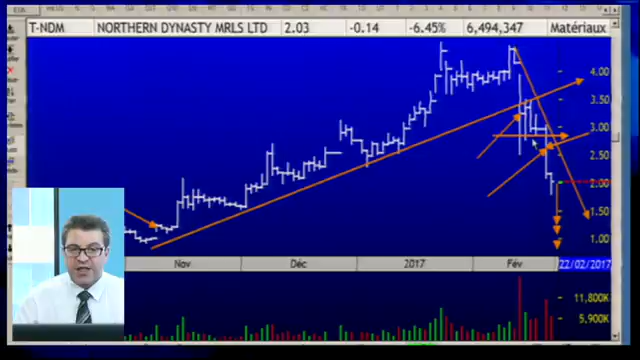 T-NDM NORTHERN DYNASTY MRLS LTD 2.03 -0.14 -6.45% 6,494,347 Matériaux
4.00
3.50
3.00
2.50
2.00
1.50
1.00
Nov Déc 2017 Fév 22/02/2017
11,800K
5,900K